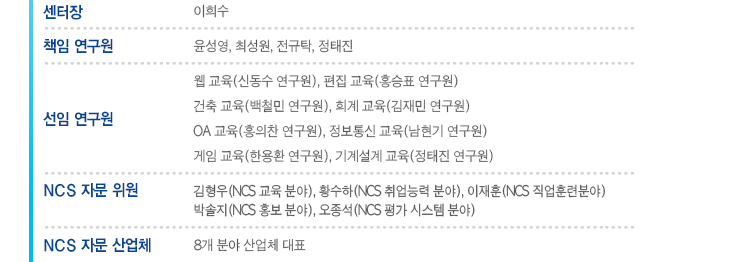 센터장 이희수
책임 연구원 윤성영, 최성원, 전규탁, 정태진
웹 교육(신동수 연구원), 편집 교육(홍승표 연구원)
건축 교육(백철민 연구원), 회계 교육(김재민 연구원)
선임 연구원
OA 교육(홍의찬 연구원), 정보통신 교육(남현기 연구원)
게임 교육(한용환 연구원), 기계설계 교육(정태진 연구원)
NCS 자문 위원 김형우(NCS 교육 분야), 황수하(NCS 취업능력 분야), 이재훈(NCS 직업훈련분야)
박솔지(NCS 홍보 분야), 오종석(NCS 평가 시스템 분야)
NCS 자문 산업체 8개 분야 산업체 대표